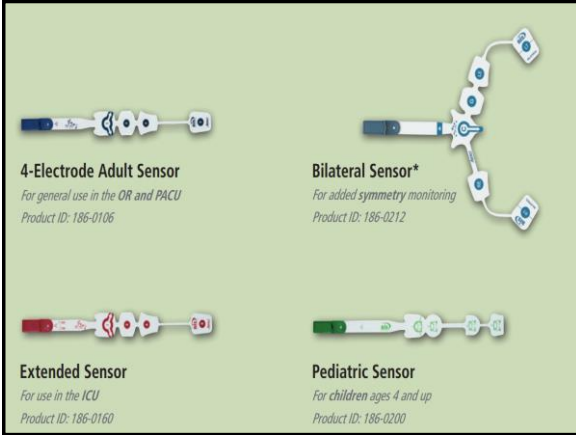 4-Electrode Adult Sensor
For general use in the OR and PACU
Product ID: 186-0106
Bilateral Sensor*
For added symmetry monitoring
Product ID: 186-0212
Extended Sensor
For use in the ICU
Product ID: 186-0160
Pediatric Sensor
For children ages 4 and up
Product ID: 186-0200